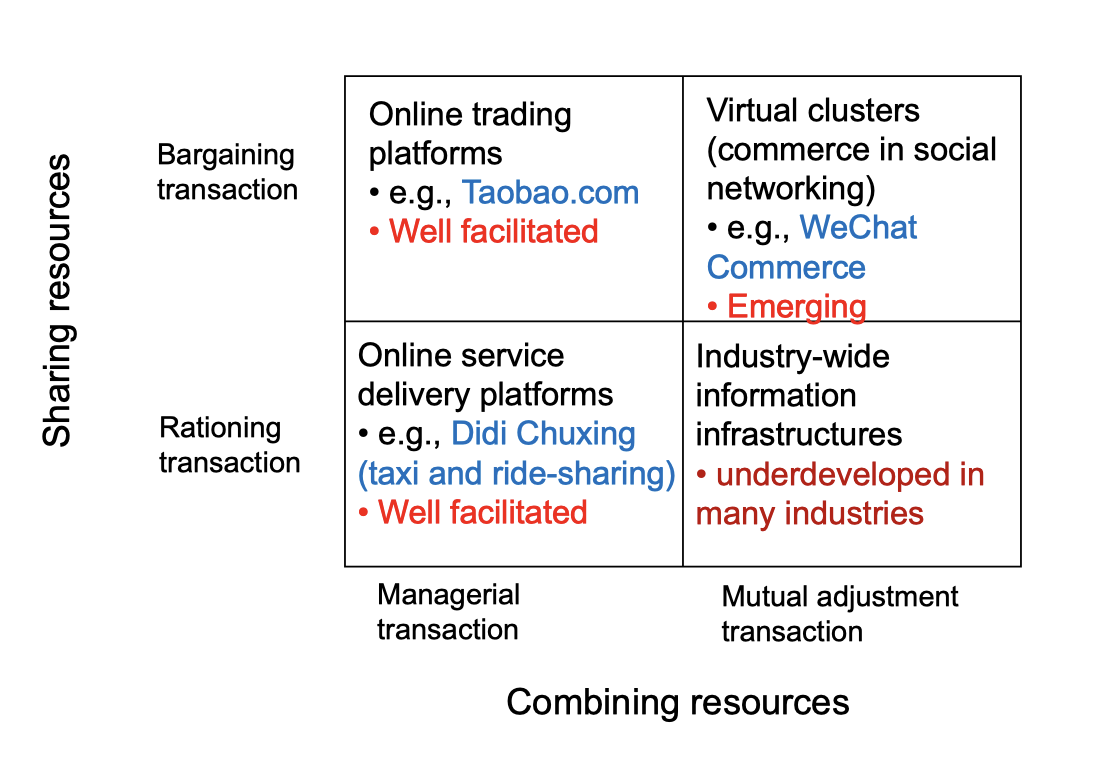 Sharing resources
Bargaining
transaction
Online trading
platforms
• e.g., Taobao.com
• Well facilitated
Virtual clusters
(commerce in social
networking)
• e.g., WeChat
Commerce
• Emerging
Rationing
transaction
Online service
delivery platforms
• e.g., Didi Chuxing
(taxi and ride-sharing)
• Well facilitated
Industry-wide
information
infrastructures
• underdeveloped in
many industries
Managerial
transaction
Mutual adjustment
transaction
Combining resources